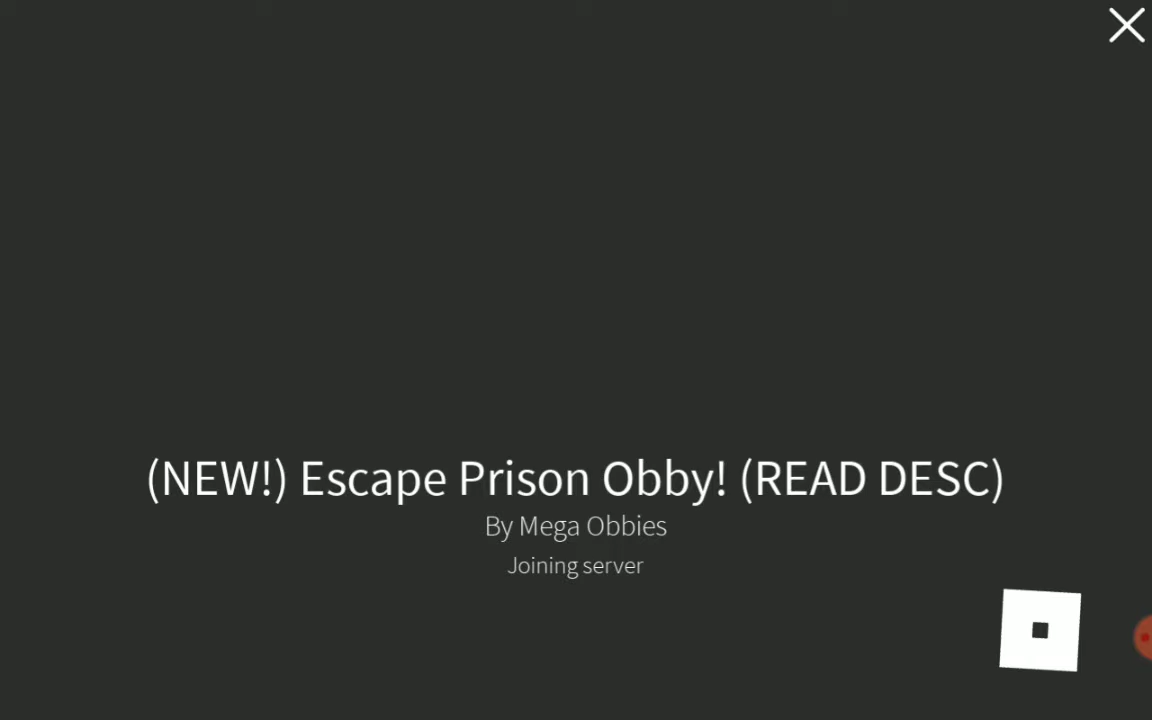 (NEW!) Escape Prison Obby! (READ DESC)
By Mega Obbies
Joining server